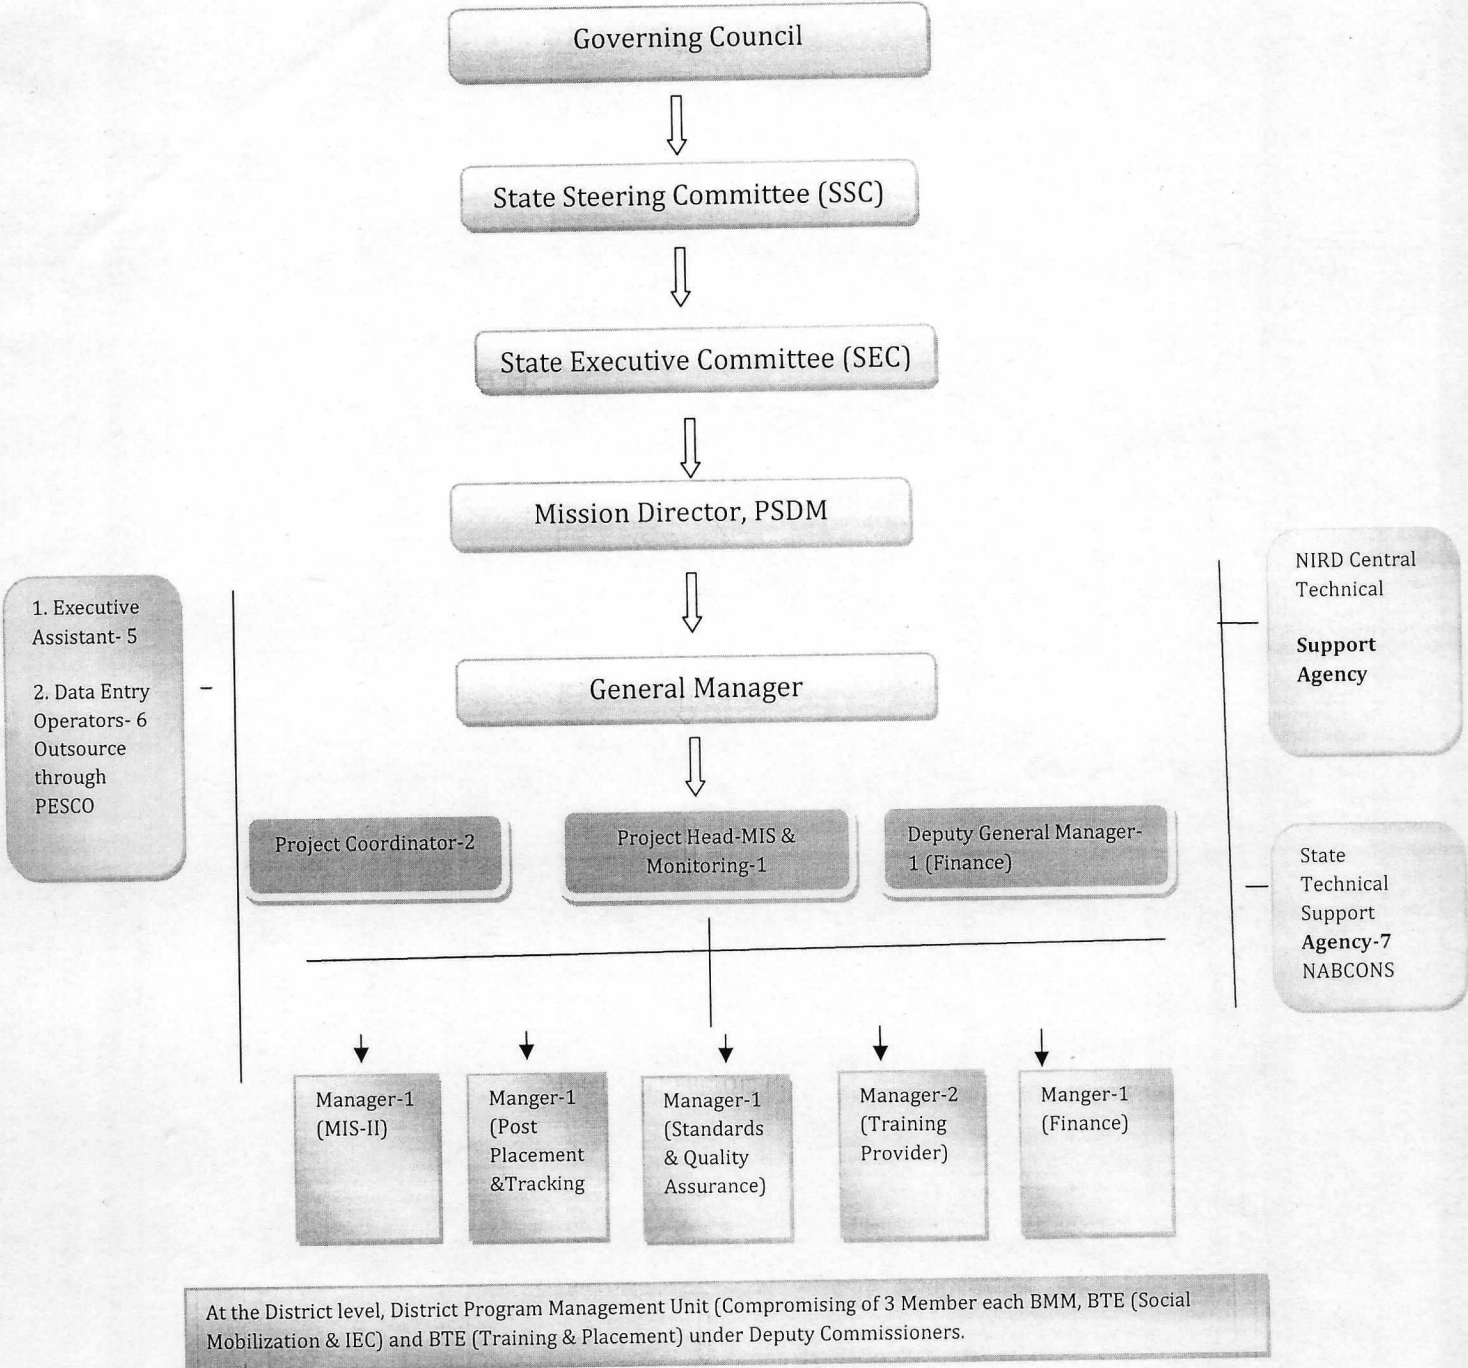 Governing Council
State Steering Committee (SSC)
State Executive Committee (SEC)
Mission Director, PSDM
General Manager
1. Executive
Assistant- 5
2. Data Entry
Operators- 6
Outsource
through
PESCO
NIRD Central
Technical
Support
Agency
State
Technical
Support
Agency-7
NABCONS
Project Coordinator-2
Project Head-MIS &
Monitoring-1
Deputy General Manager-
1 (Finance)
Manager-1
(MIS-II)
Manger-1
(Post
Placement
&Tracking
Manager-1
(Standards
& Quality
Assurance)
Manager-2
(Training
Provider)
Manger-1
(Finance)
At the District level, District Program Management Unit (Compromising of 3 Member each BMM, BTE (Social
Mobilization & IEC) and BTE (Training & Placement) under Deputy Commissioners.